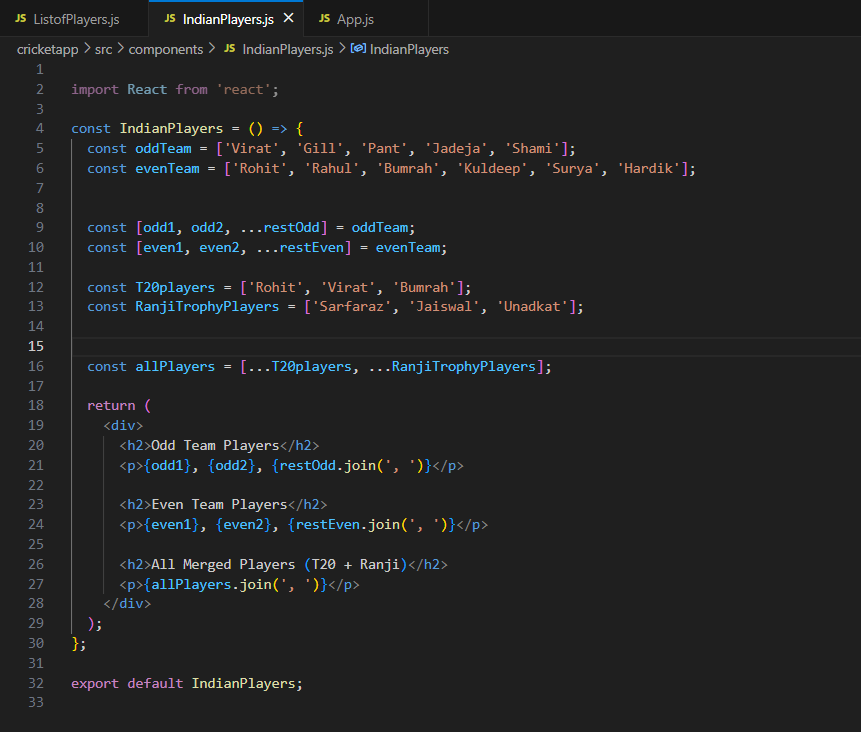 JS ListofPlayers.js JS IndianPlayers.js × JS App.js
cricketapp > src > components > JS IndianPlayers.js > IndianPlayers
1
2 import React from 'react';
3
4 const IndianPlayers = () => {
5   const oddTeam = ['Virat', 'Gill', 'Pant', 'Jadeja', 'Shami'];
6   const evenTeam = ['Rohit', 'Rahul', 'Bumrah', 'Kuldeep', 'Surya', 'Hardik'];
7
8
9   const [odd1, odd2, ...restOdd] = oddTeam;
10   const [even1, even2, ...restEven] = evenTeam;
11
12   const T20players = ['Rohit', 'Virat', 'Bumrah'];
13   const RanjiTrophyPlayers = ['Sarfaraz', 'Jaiswal', 'Unadkat'];
14
15
16   const allPlayers = [...T20players, ...RanjiTrophyPlayers];
17
18   return (
19     <div>
20       <h2>Odd Team Players</h2>
21       <p>{odd1}, {odd2}, {restOdd.join(', ')}</p>
22
23       <h2>Even Team Players</h2>
24       <p>{even1}, {even2}, {restEven.join(', ')}</p>
25
26       <h2>All Merged Players (T20 + Ranji)</h2>
27       <p>{allPlayers.join(', ')}</p>
28     </div>
29   );
30 };
31
32 export default IndianPlayers;
33